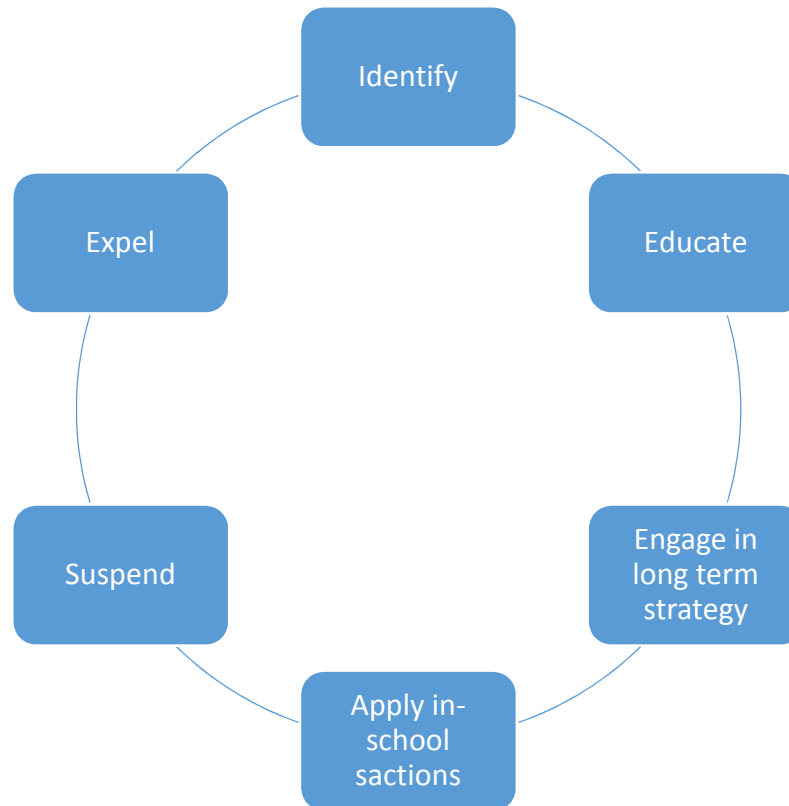 Identify
Educate
Engage in
long term
strategy
Apply in-
school
sactions
Suspend
Expel